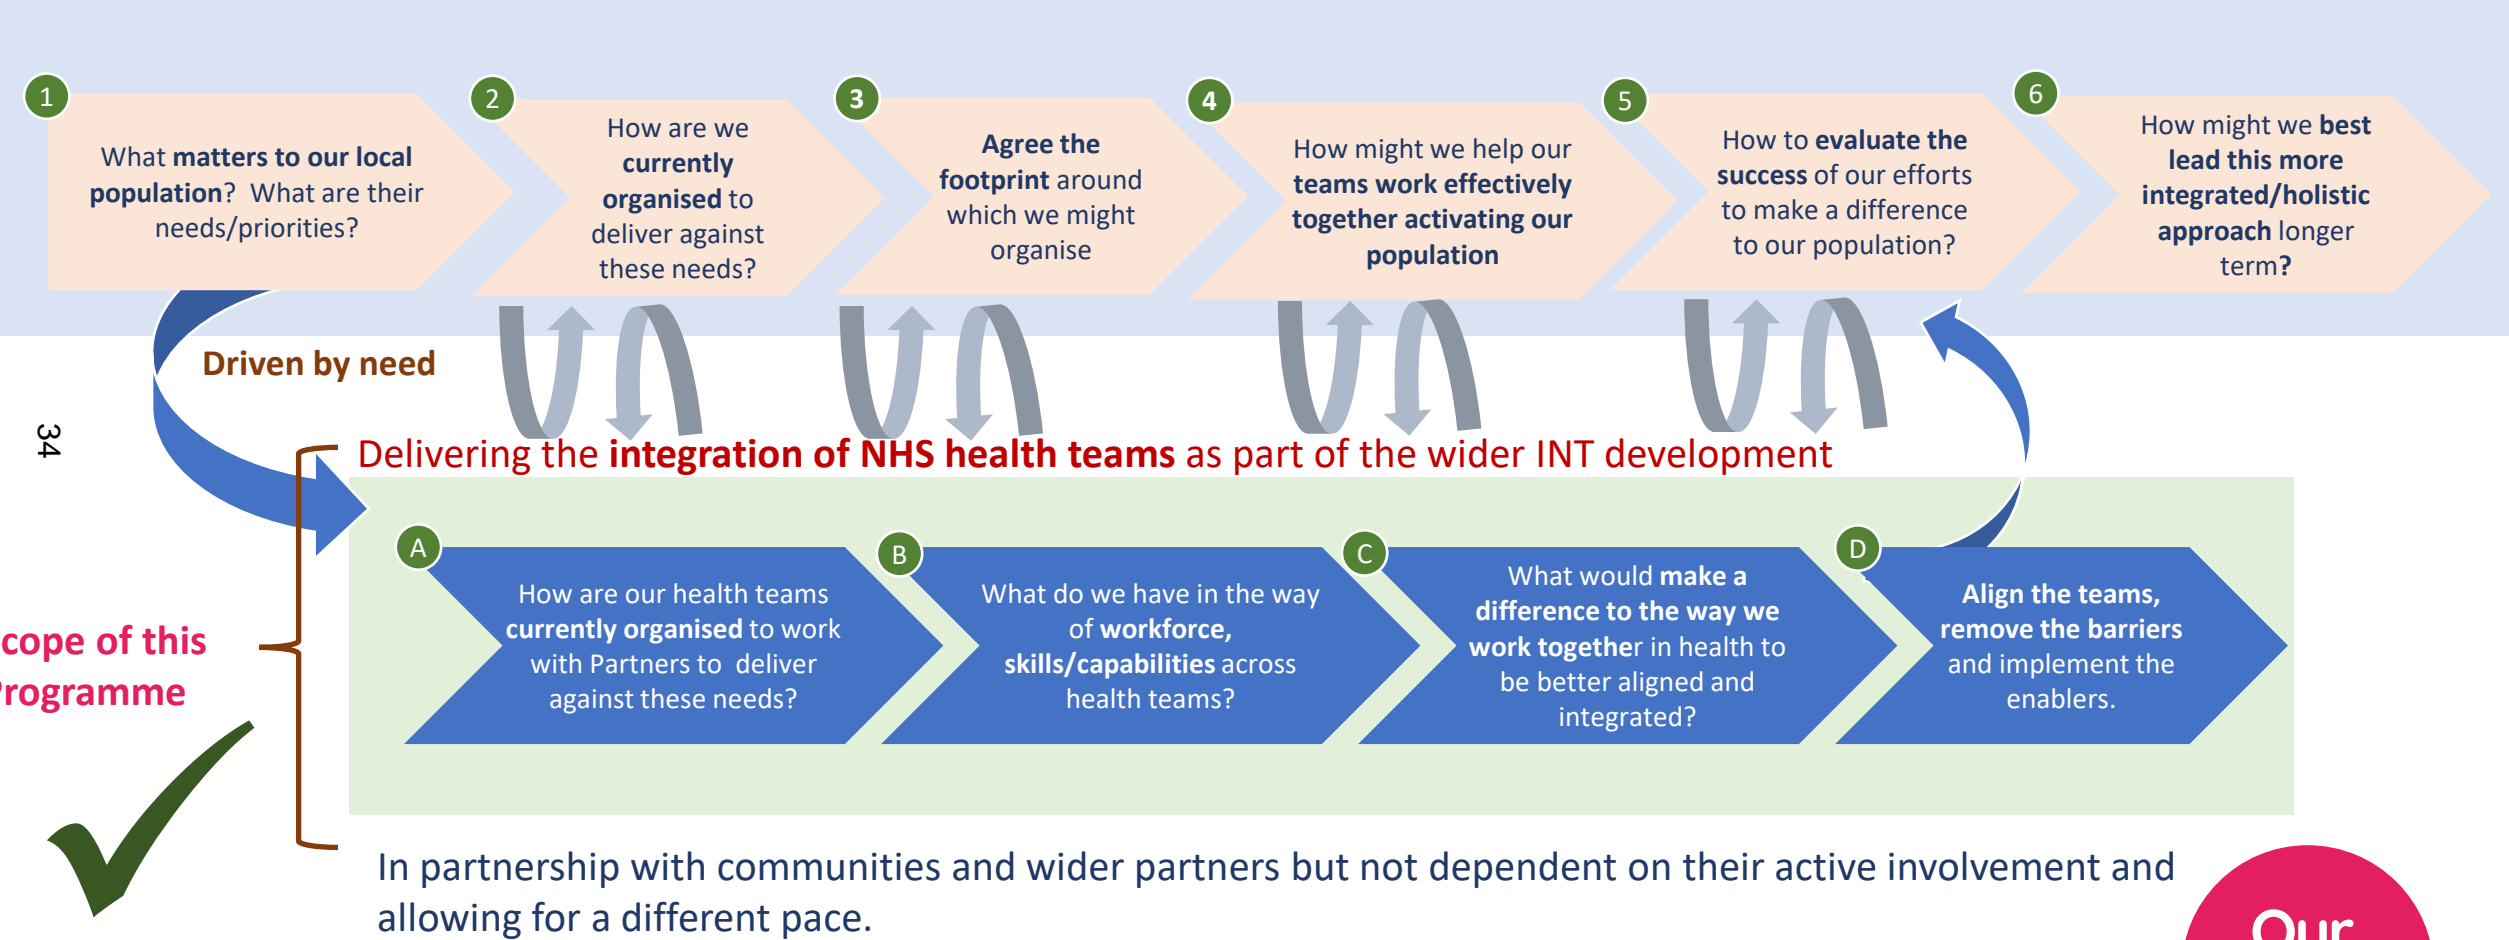 1
What matters to our local
population? What are their
needs/priorities?
2
How are we
currently
organised to
deliver against
these needs?
3
Agree the
footprint around
which we might
organise
4
How might we help our
teams work effectively
together activating our
population
5
How to evaluate the
success of our efforts
to make a difference
to our population?
6
How might we best
lead this more
integrated/holistic
approach longer
term?
Driven by need
34
Delivering the integration of NHS health teams as part of the wider INT development
cope of this
Programme
A
How are our health teams
currently organised to work
with Partners to deliver
against these needs?
B
What do we have in the way
of workforce,
skills/capabilities across
health teams?
C
What would make a
difference to the way we
work together in health to
be better aligned and
integrated?
D
Align the teams,
remove the barriers
and implement the
enablers.
In partnership with communities and wider partners but not dependent on their active involvement and
allowing for a different pace.
Our